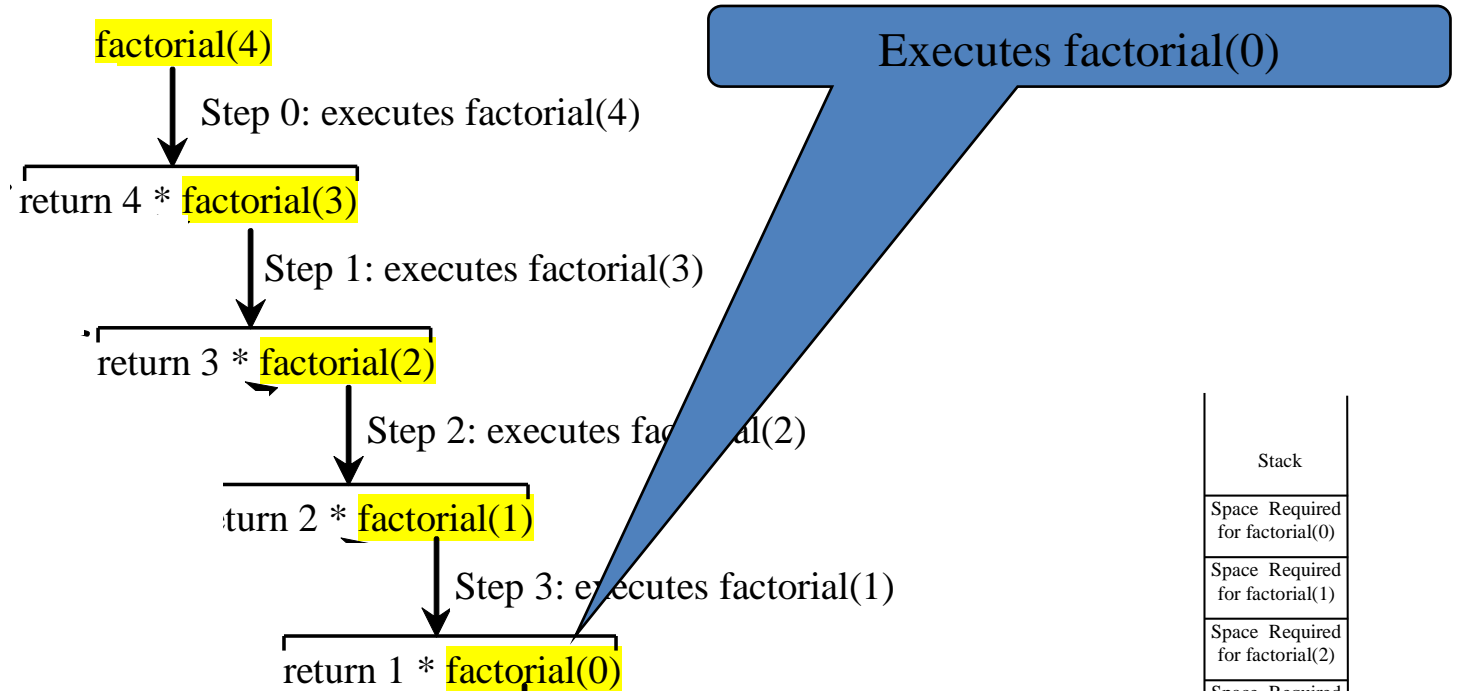 factorial(4)
Executes factorial(0)
Step 0: executes factorial(4)
return 4 * factorial(3)
Step 1: executes factorial(3)
return 3 * factorial(2)
Step 2: executes
turn 2 * factorial(1)
Step 3: executes factorial(1)
return 1 * factorial(0)
Stack
Space Required
for factorial(0)
Space Required
for factorial(1)
Space Required
for factorial(2)
Space Required